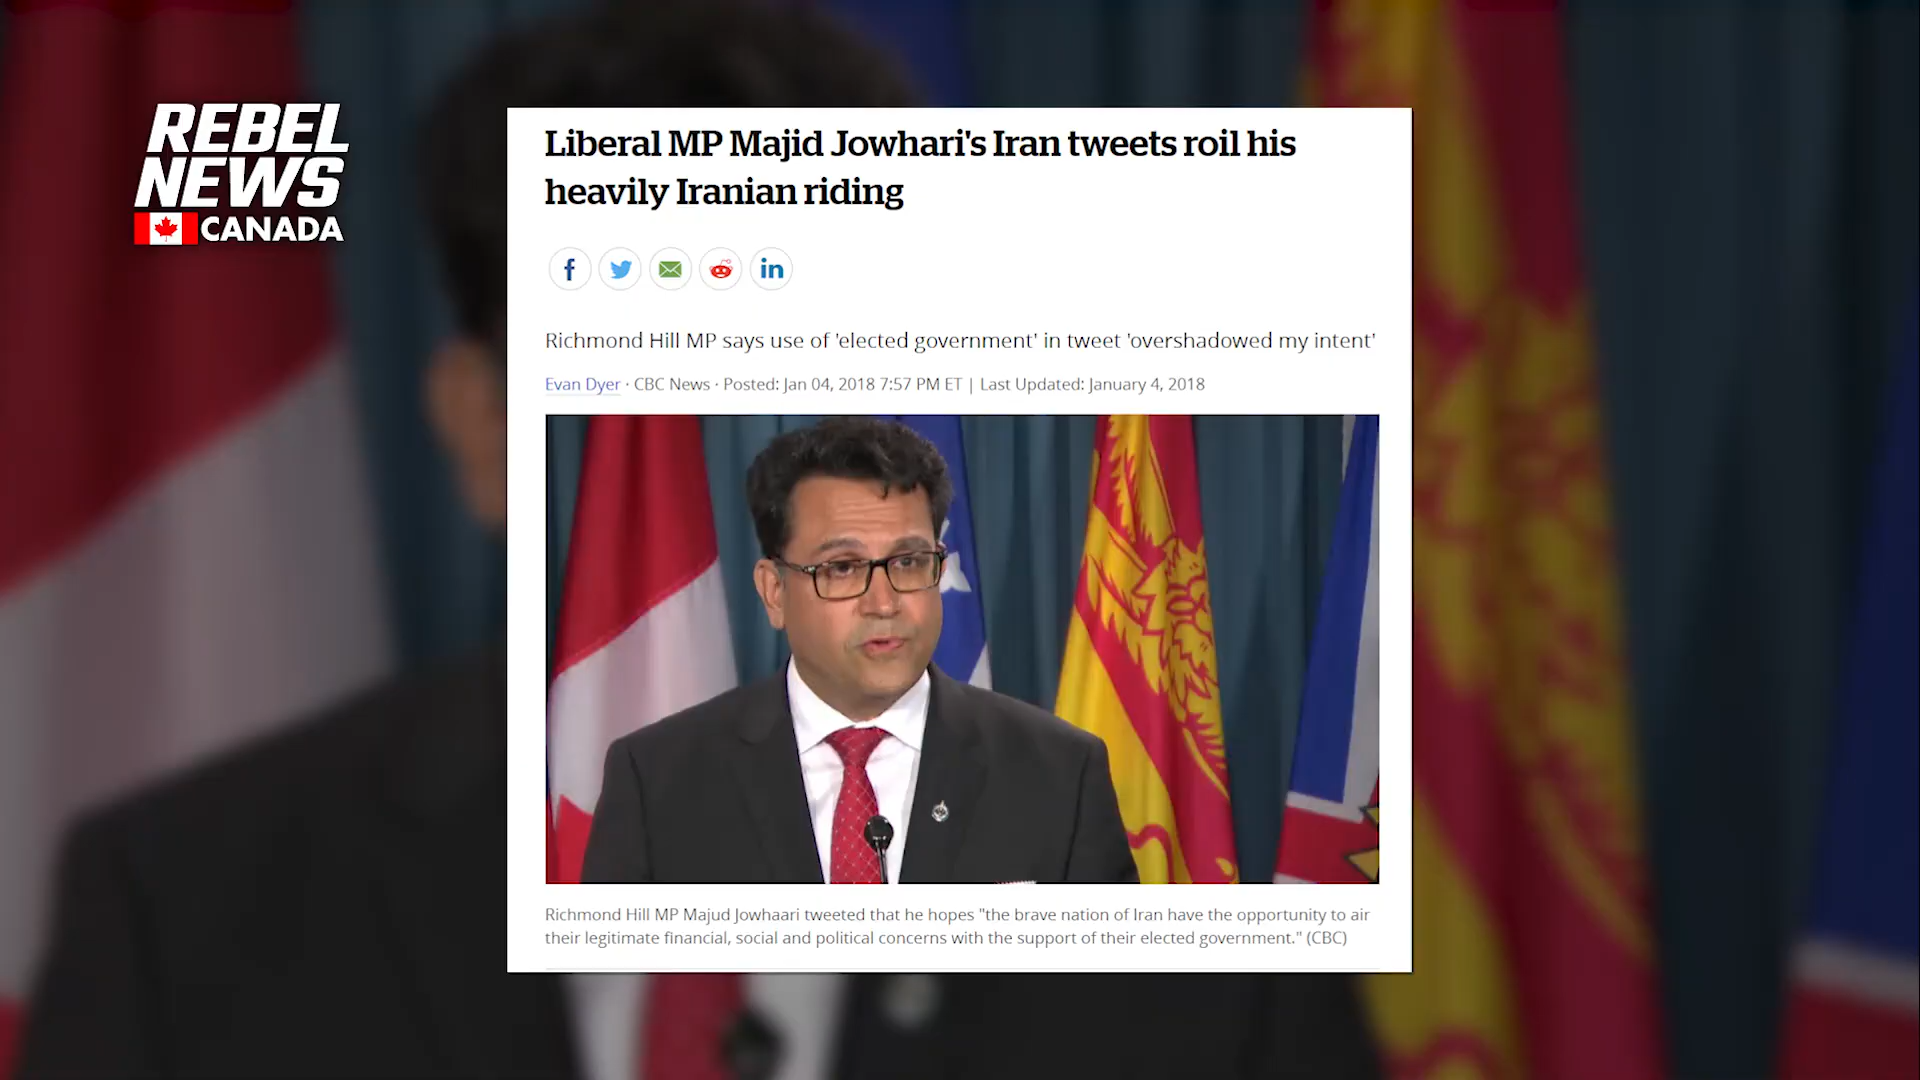 REBEL
NEWS
CANADA
Liberal MP Majid Jowhari's Iran tweets roil his
heavily Iranian riding
f
in
Richmond Hill MP says use of 'elected government' in tweet 'overshadowed my intent'
Evan Dyer · CBC News · Posted: Jan 04, 2018 7:57 PM ET | Last Updated: January 4, 2018
Richmond Hill MP Majud Jowhaari tweeted that he hopes "the brave nation of Iran have the opportunity to air
their legitimate financial, social and political concerns with the support of their elected government." (CBC)